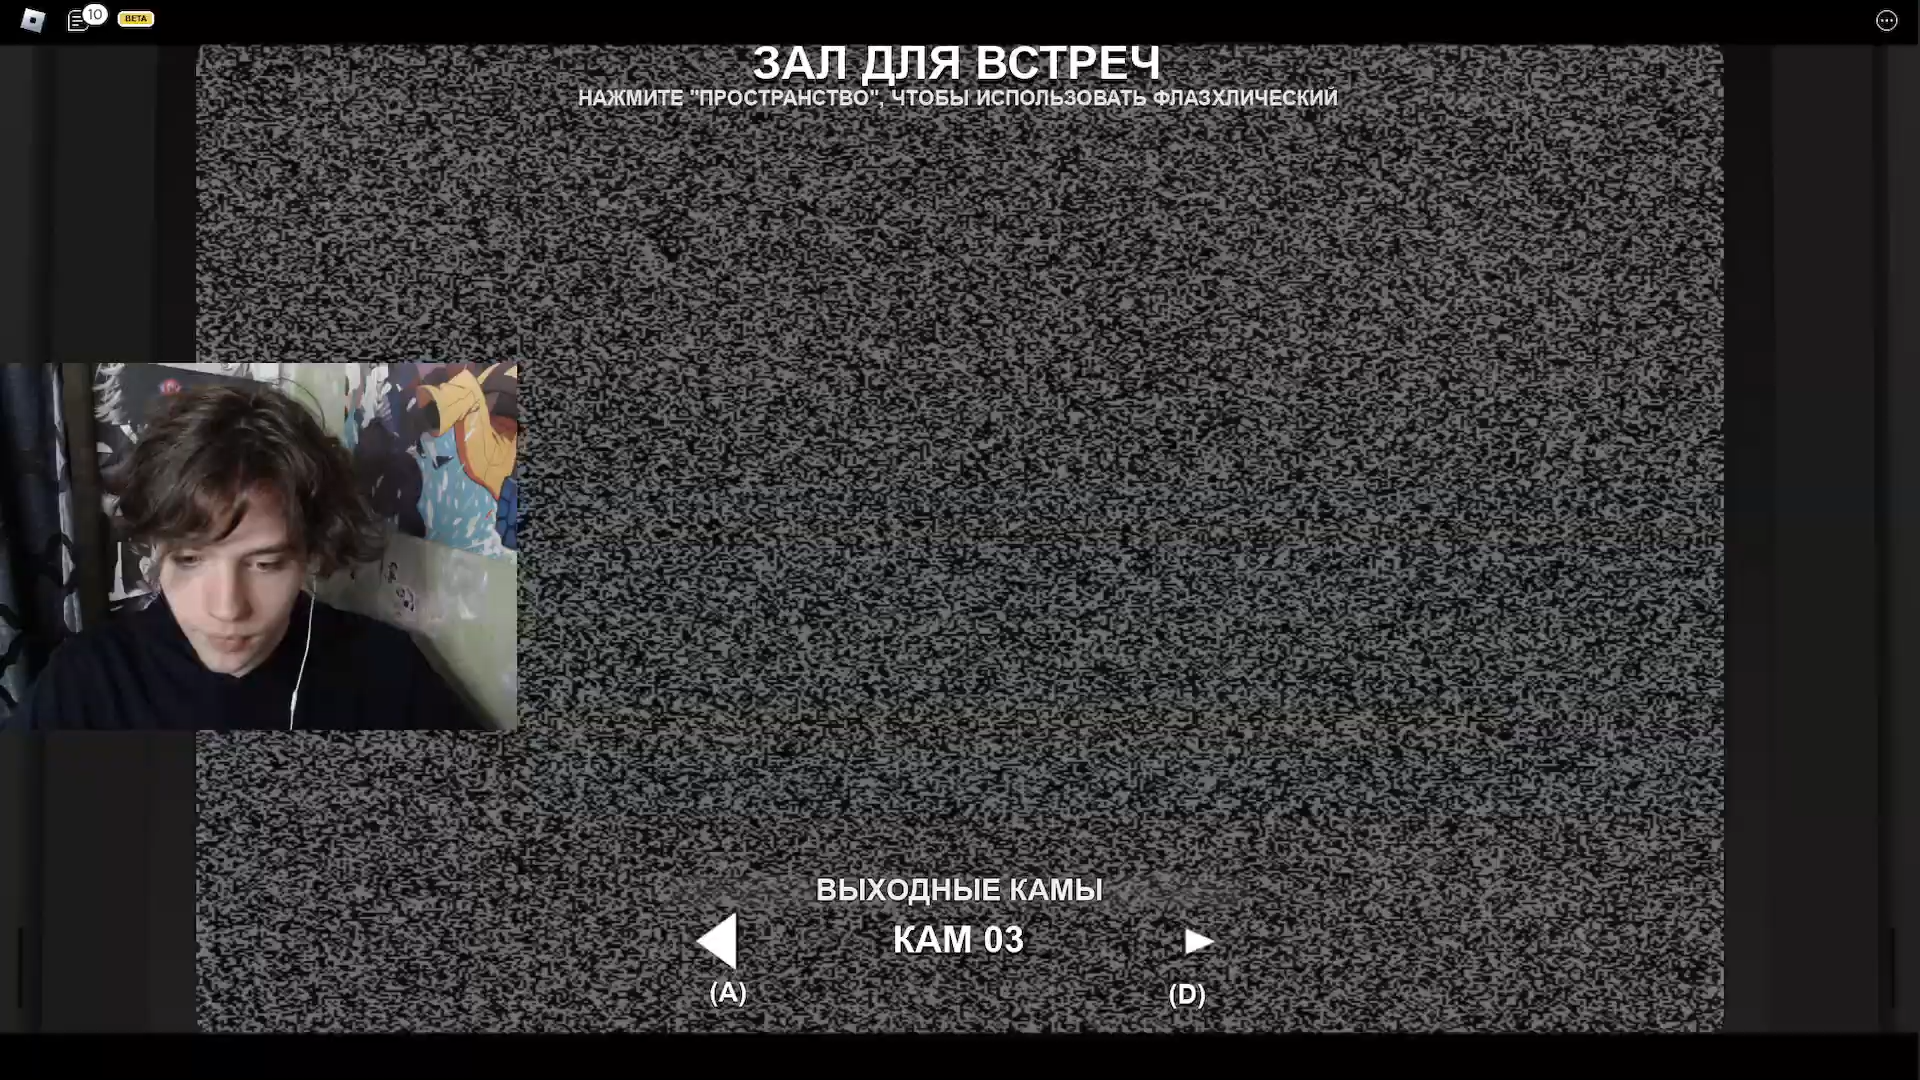 10
BETA
ЗАЛ ДЛЯ ВСТРЕЧ
НАЖМИТЕ "ПРОСТРАНСТВО", ЧТОБЫ ИСПОЛЬЗОВАТЬ ФЛАЗХЛИЧЕСКИЙ
ВЫХОДНЫЕ КАМЫ
КАМ 03
(A)
(D)